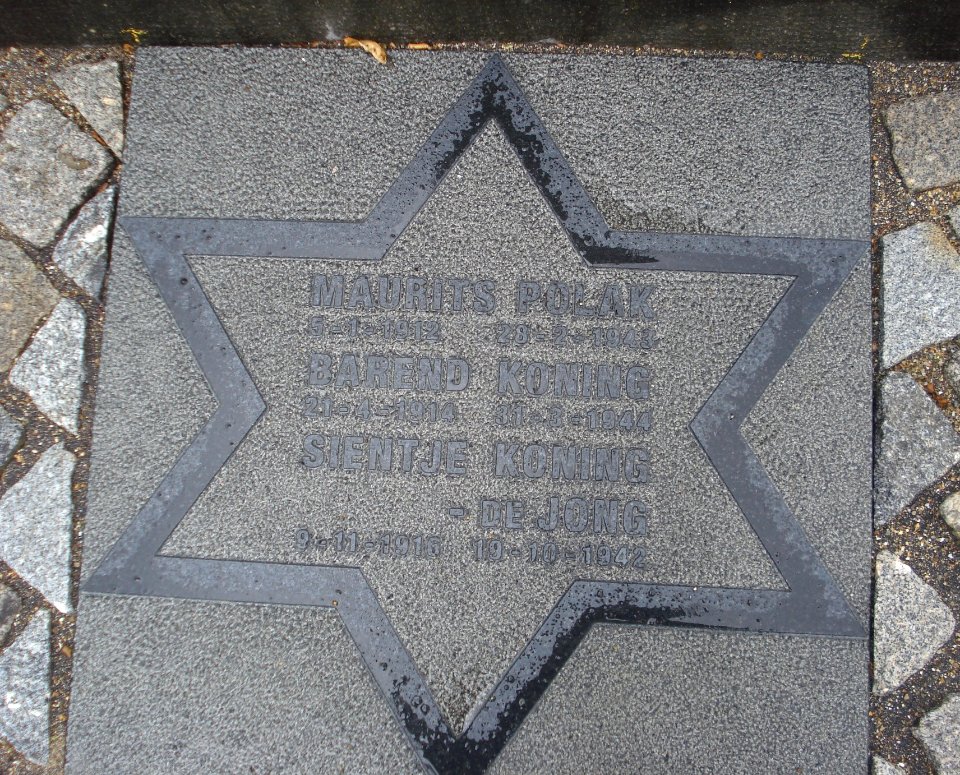 MAURITS POLAK
5-1-1912 28-2-1943
BAREND KONING
21-4-1914 31-3-1944
SIENTJE KONING
- DE JONG
9-11-1916 19-10-1942